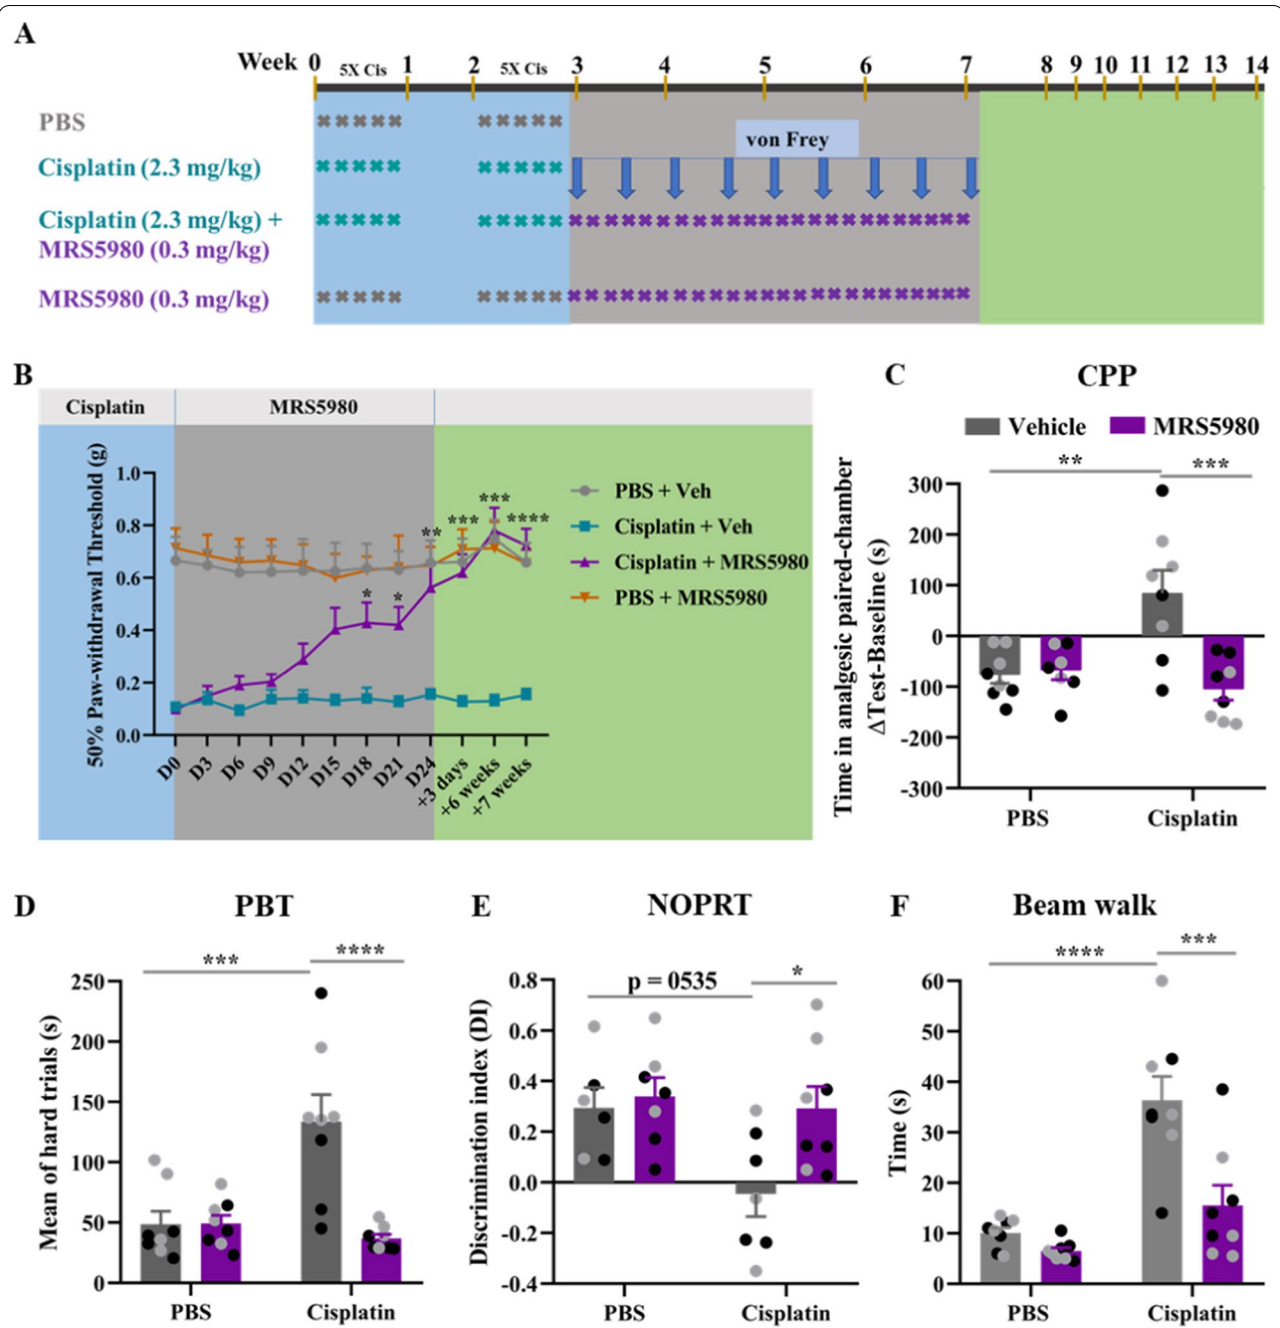 A
Week 0 5X Cis 1 2 5X Cis 3 4 5 6 7 8 9 10 11 12 13 14
PBS
von Frey
Cisplatin (2.3 mg/kg)
Cisplatin (2.3 mg/kg) +
MRS5980 (0.3 mg/kg)
MRS5980 (0.3 mg/kg)
B
Cisplatin MRS5980
50% Paw-withdrawal Threshold (g)
1.0
0.8
0.6
0.4
0.2
0.0
* * ** *** *** ****
PBS + Veh
Cisplatin + Veh
Cisplatin + MRS5980
PBS + MRS5980
D0 D3 D6 D9 D12 D15 D18 D21 D24 +3 days +6 weeks +7 weeks
C CPP
Vehicle MRS5980
** ***
Time in analgesic paired-chamber
ΔTest-Baseline (s)
300
200
100
0
-100
-200
-300
PBS Cisplatin
D PBT
*** ****
Mean of hard trials (s)
250
200
150
100
50
0
PBS Cisplatin
E NOPRT
p = 0535 *
Discrimination index (DI)
0.8
0.6
0.4
0.2
0.0
-0.2
-0.4
PBS Cisplatin
F Beam walk
**** ***
Time (s)
60
50
40
30
20
10
0
PBS Cisplatin